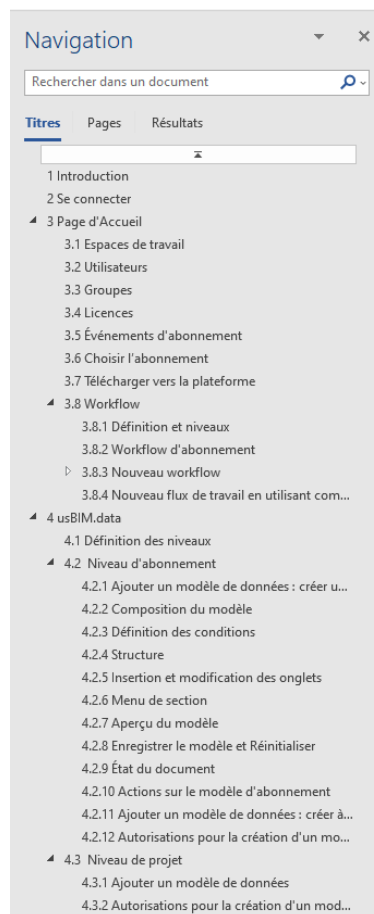 Navigation
Rechercher dans un document
Titres Pages Résultats
1 Introduction
2 Se connecter
3 Page d'Accueil
3.1 Espaces de travail
3.2 Utilisateurs
3.3 Groupes
3.4 Licences
3.5 Événements d'abonnement
3.6 Choisir l'abonnement
3.7 Télécharger vers la plateforme
3.8 Workflow
3.8.1 Définition et niveaux
3.8.2 Workflow d'abonnement
3.8.3 Nouveau workflow
3.8.4 Nouveau flux de travail en utilisant com...
4 usBIM.data
4.1 Définition des niveaux
4.2 Niveau d'abonnement
4.2.1 Ajouter un modèle de données : créer u...
4.2.2 Composition du modèle
4.2.3 Définition des conditions
4.2.4 Structure
4.2.5 Insertion et modification des onglets
4.2.6 Menu de section
4.2.7 Aperçu du modèle
4.2.8 Enregistrer le modèle et Réinitialiser
4.2.9 État du document
4.2.10 Actions sur le modèle d'abonnement
4.2.11 Ajouter un modèle de données : créer à...
4.2.12 Autorisations pour la création d'un mo...
4.3 Niveau de projet
4.3.1 Ajouter un modèle de données
4.3.2 Autorisations pour la création d'un mod...